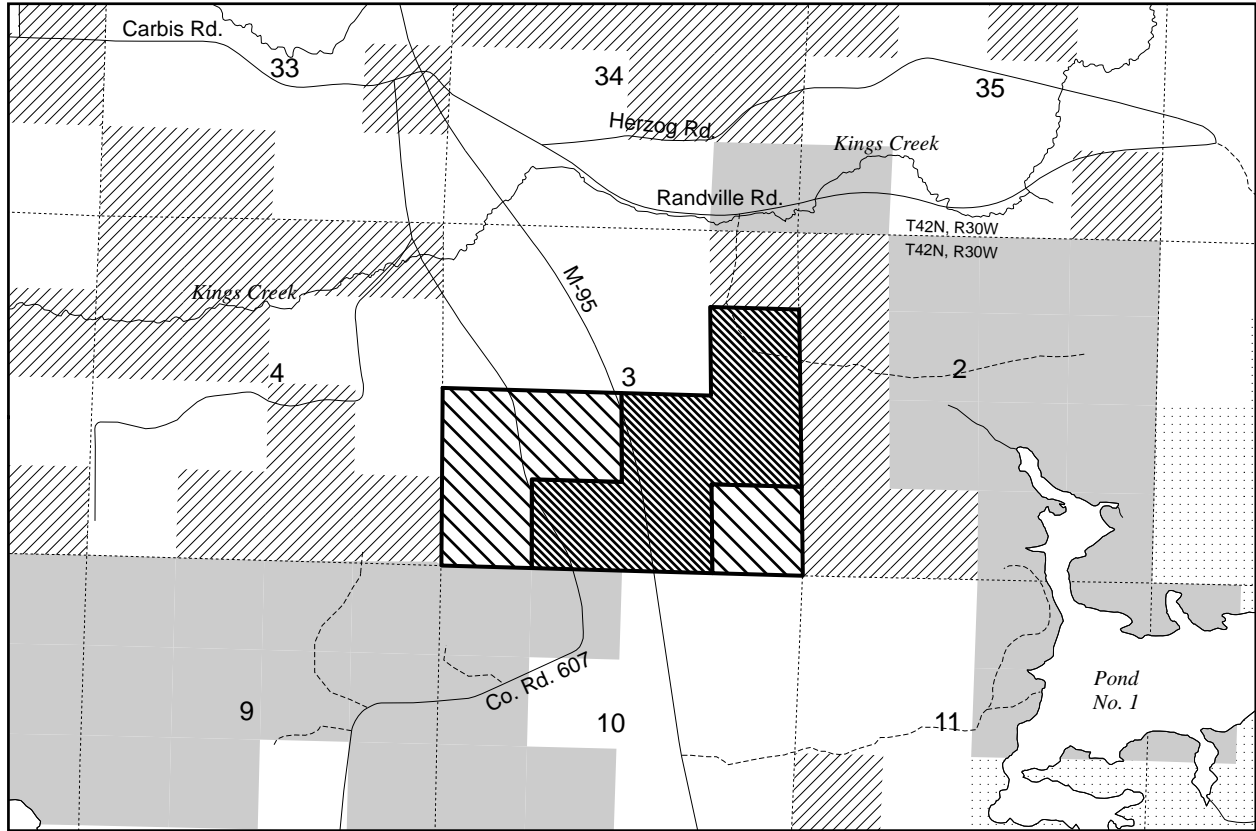 Carbis Rd.
33
34
35
Herzog Rd.
Kings Creek
Randville Rd.
T42N, R30W
T42N, R30W
Kings Creek
M-95
4
3
2
Co. Rd. 607
Pond
No. 1
9
10
11